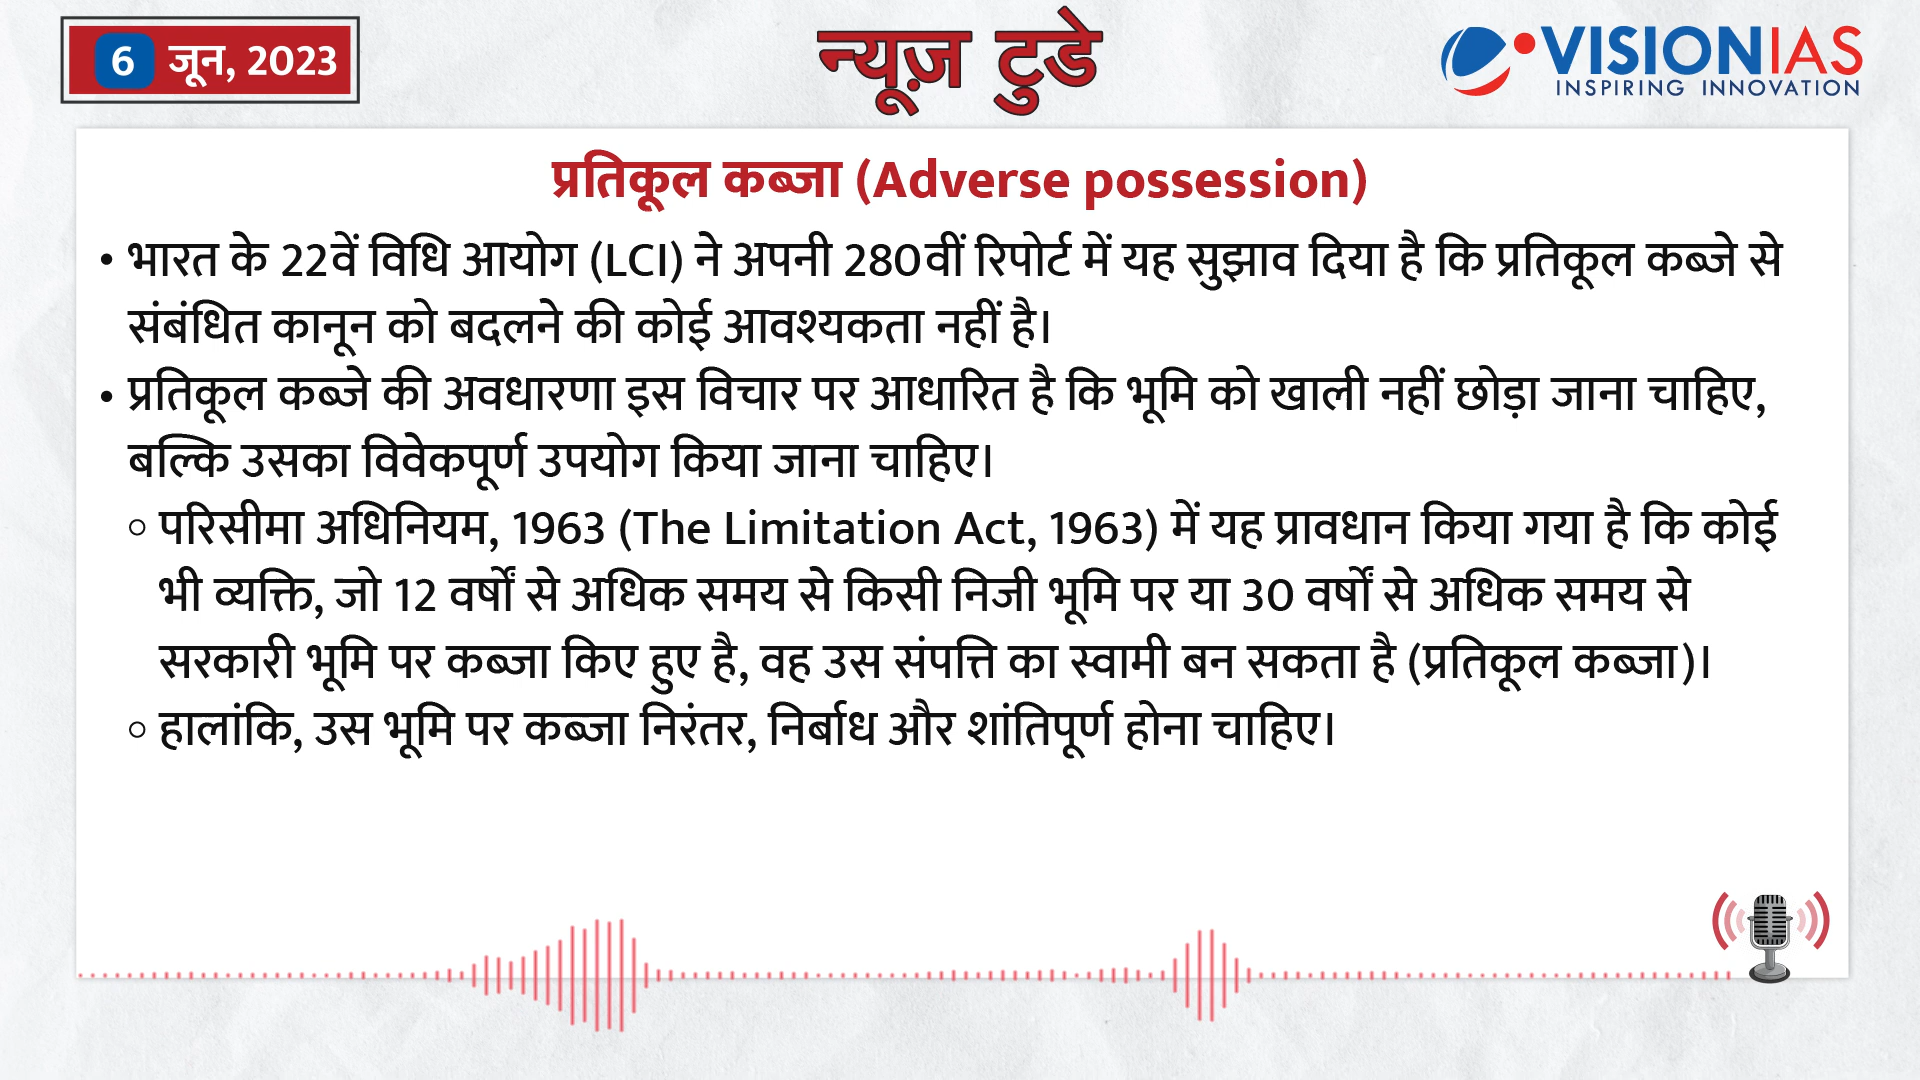 6 जून, 2023
न्यूज़ टुडे
VISIONIAS
INSPIRING INNOVATION
प्रतिकूल कब्जा (Adverse possession)
• भारत के 22वें विधि आयोग (LCI) ने अपनी 280वीं रिपोर्ट में यह सुझाव दिया है कि प्रतिकूल कब्जे से
संबंधित कानून को बदलने की कोई आवश्यकता नहीं है।
• प्रतिकूल कब्जे की अवधारणा इस विचार पर आधारित है कि भूमि को खाली नहीं छोड़ा जाना चाहिए,
बल्कि उसका विवेकपूर्ण उपयोग किया जाना चाहिए।
○ परिसीमा अधिनियम, 1963 (The Limitation Act, 1963) में यह प्रावधान किया गया है कि कोई
भी व्यक्ति, जो 12 वर्षों से अधिक समय से किसी निजी भूमि पर या 30 वर्षों से अधिक समय से
सरकारी भूमि पर कब्जा किए हुए है, वह उस संपत्ति का स्वामी बन सकता है (प्रतिकूल कब्जा)।
○ हालांकि, उस भूमि पर कब्जा निरंतर, निर्बाध और शांतिपूर्ण होना चाहिए।